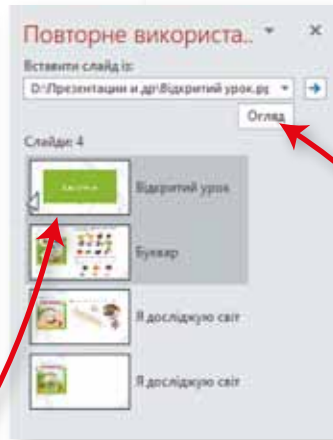 Повторне використа..
Вставити слайд із:
D:\Презентации и др\Відкритий урок.pp
Огляд
Слайди: 4
Відкритий урок
Буквар
Я досліджую світ
Я досліджую світ